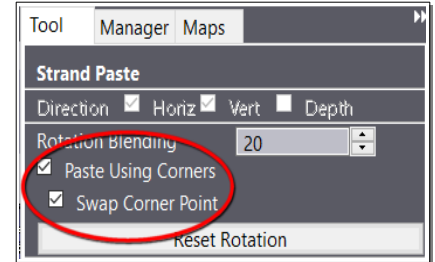 Tool Manager Maps
Strand Paste
Direction Horiz Vert Depth
Rotation Blending 20
Paste Using Corners
Swap Corner Point
Reset Rotation